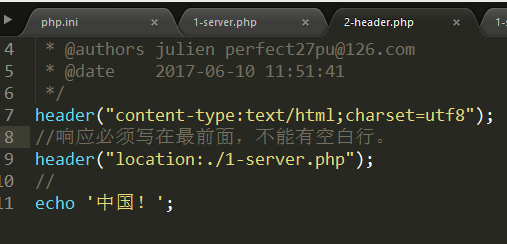 php.ini × 1-server.php × 2-header.php × 1-s
4 * @authors julien perfect27pu@126.com
5 * @date 2017-06-10 11:51:41
6 */
7 header("content-type:text/html;charset=utf8");
8 //响应必须写在最前面，不能有空白行。
9 header("location:./1-server.php");
10 //
11 echo '中国！';